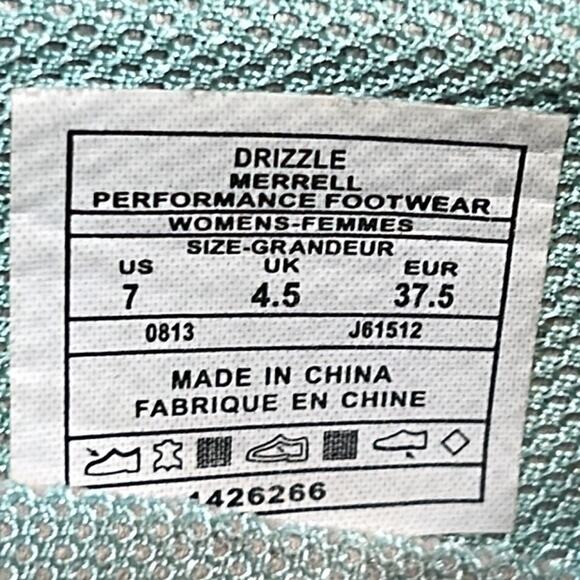 DRIZZLE
MERRELL
PERFORMANCE FOOTWEAR
WOMENS-FEMMES
SIZE-GRANDEUR
US UK EUR
7 4.5 37.5
0813 J61512
MADE IN CHINA
FABRIQUE EN CHINE
1426266